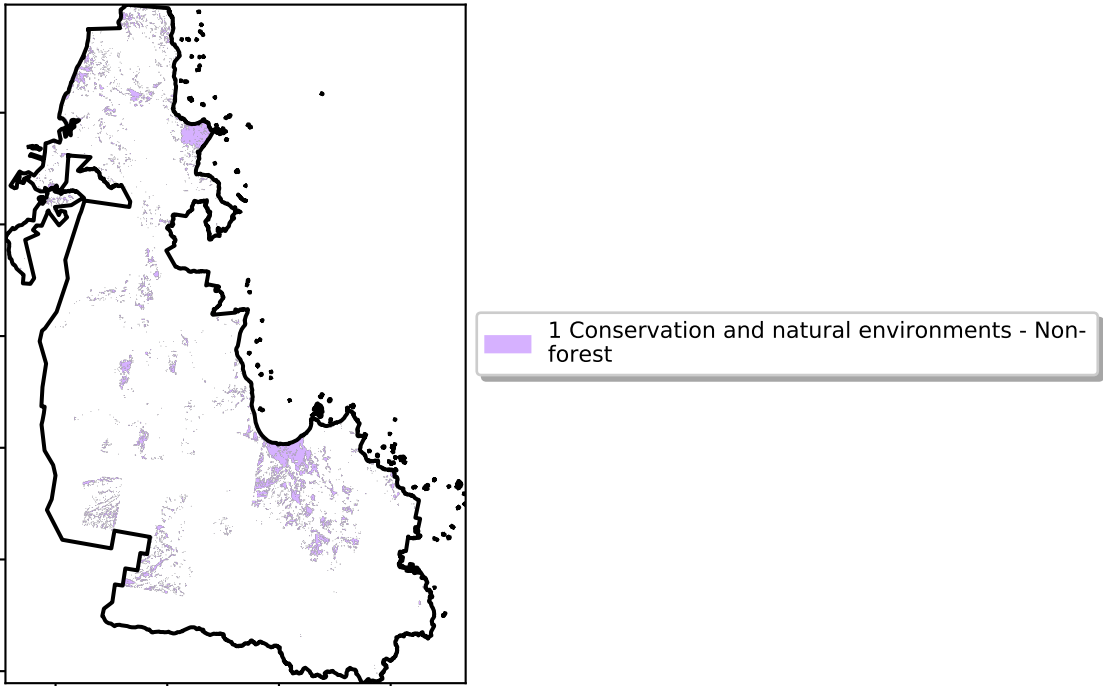 1 Conservation and natural environments - Non-
forest